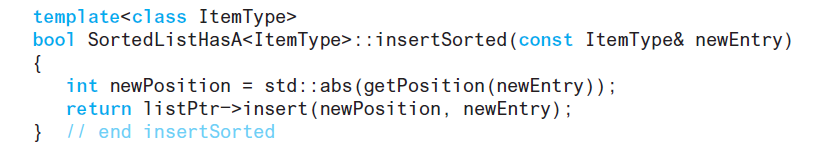 template<class ItemType>
bool SortedListHasA<ItemType>::insertSorted(const ItemType& newEntry)
{
   int newPosition = std::abs(getPosition(newEntry));
   return listPtr->insert(newPosition, newEntry);
}  // end insertSorted